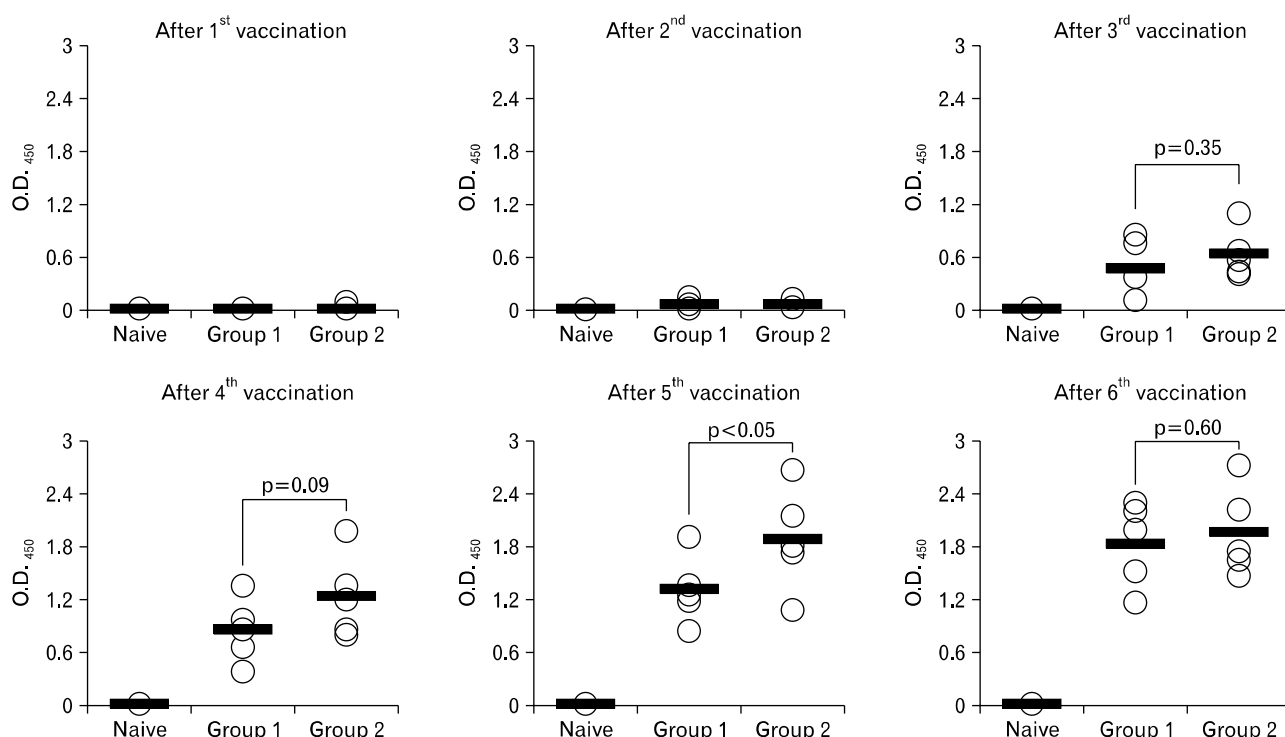 After 1st vaccination
3
2.4
1.8
1.2
0.6
0
O.D. 450
Naive Group 1 Group 2
After 2nd vaccination
3
2.4
1.8
1.2
0.6
0
O.D. 450
Naive Group 1 Group 2
After 3rd vaccination
3
2.4
1.8
1.2
0.6
0
O.D. 450
p=0.35
Naive Group 1 Group 2
After 4th vaccination
3
2.4
1.8
1.2
0.6
0
O.D. 450
p=0.09
Naive Group 1 Group 2
After 5th vaccination
3
2.4
1.8
1.2
0.6
0
O.D. 450
p<0.05
Naive Group 1 Group 2
After 6th vaccination
3
2.4
1.8
1.2
0.6
0
O.D. 450
p=0.60
Naive Group 1 Group 2